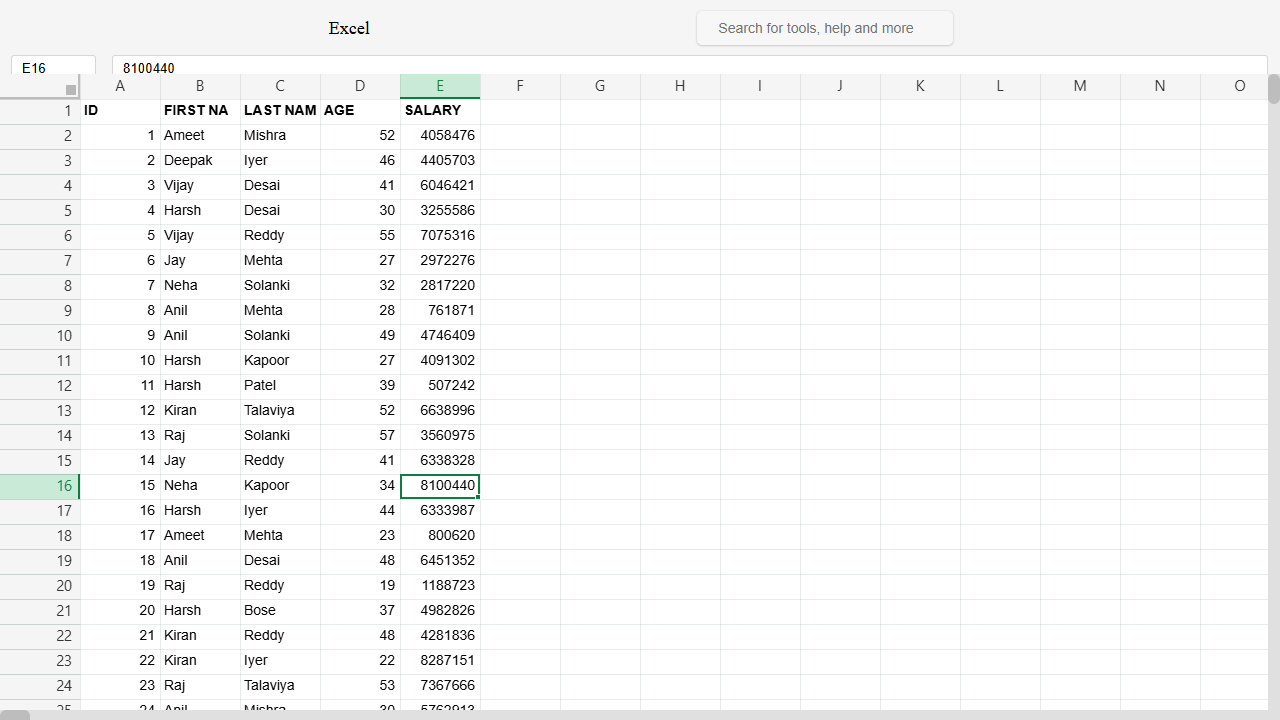 Excel
Search for tools, help and more
E16 8100440
A B C D E F G H I J K L M N O
1 ID FIRST NA LAST NAM AGE SALARY
2 1 Ameet Mishra 52 4058476
3 2 Deepak Iyer 46 4405703
4 3 Vijay Desai 41 6046421
5 4 Harsh Desai 30 3255586
6 5 Vijay Reddy 55 7075316
7 6 Jay Mehta 27 2972276
8 7 Neha Solanki 32 2817220
9 8 Anil Mehta 28 761871
10 9 Anil Solanki 49 4746409
11 10 Harsh Kapoor 27 4091302
12 11 Harsh Patel 39 507242
13 12 Kiran Talaviya 52 6638996
14 13 Raj Solanki 57 3560975
15 14 Jay Reddy 41 6338328
16 15 Neha Kapoor 34 8100440
17 16 Harsh Iyer 44 6333987
18 17 Ameet Mehta 23 800620
19 18 Anil Desai 48 6451352
20 19 Raj Reddy 19 1188723
21 20 Harsh Bose 37 4982826
22 21 Kiran Reddy 48 4281836
23 22 Kiran Iyer 22 8287151
24 23 Raj Talaviya 53 7367666
25 24 Anil Mishra